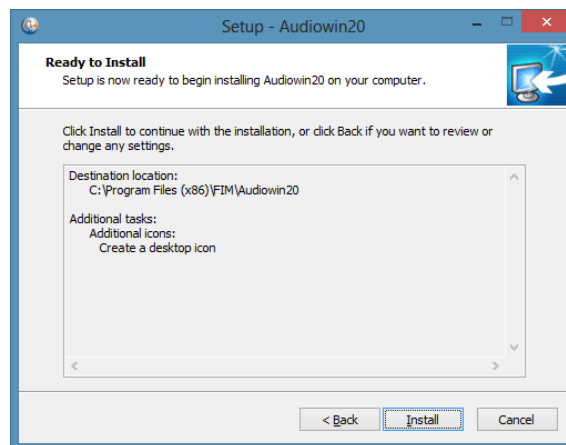 Setup - Audiowin20
Ready to Install
Setup is now ready to begin installing Audiowin20 on your computer.
Click Install to continue with the installation, or click Back if you want to review or
change any settings.
Destination location:
C:\Program Files (x86)\FIM\Audiowin20
Additional tasks:
Additional icons:
Create a desktop icon
< Back
Install
Cancel